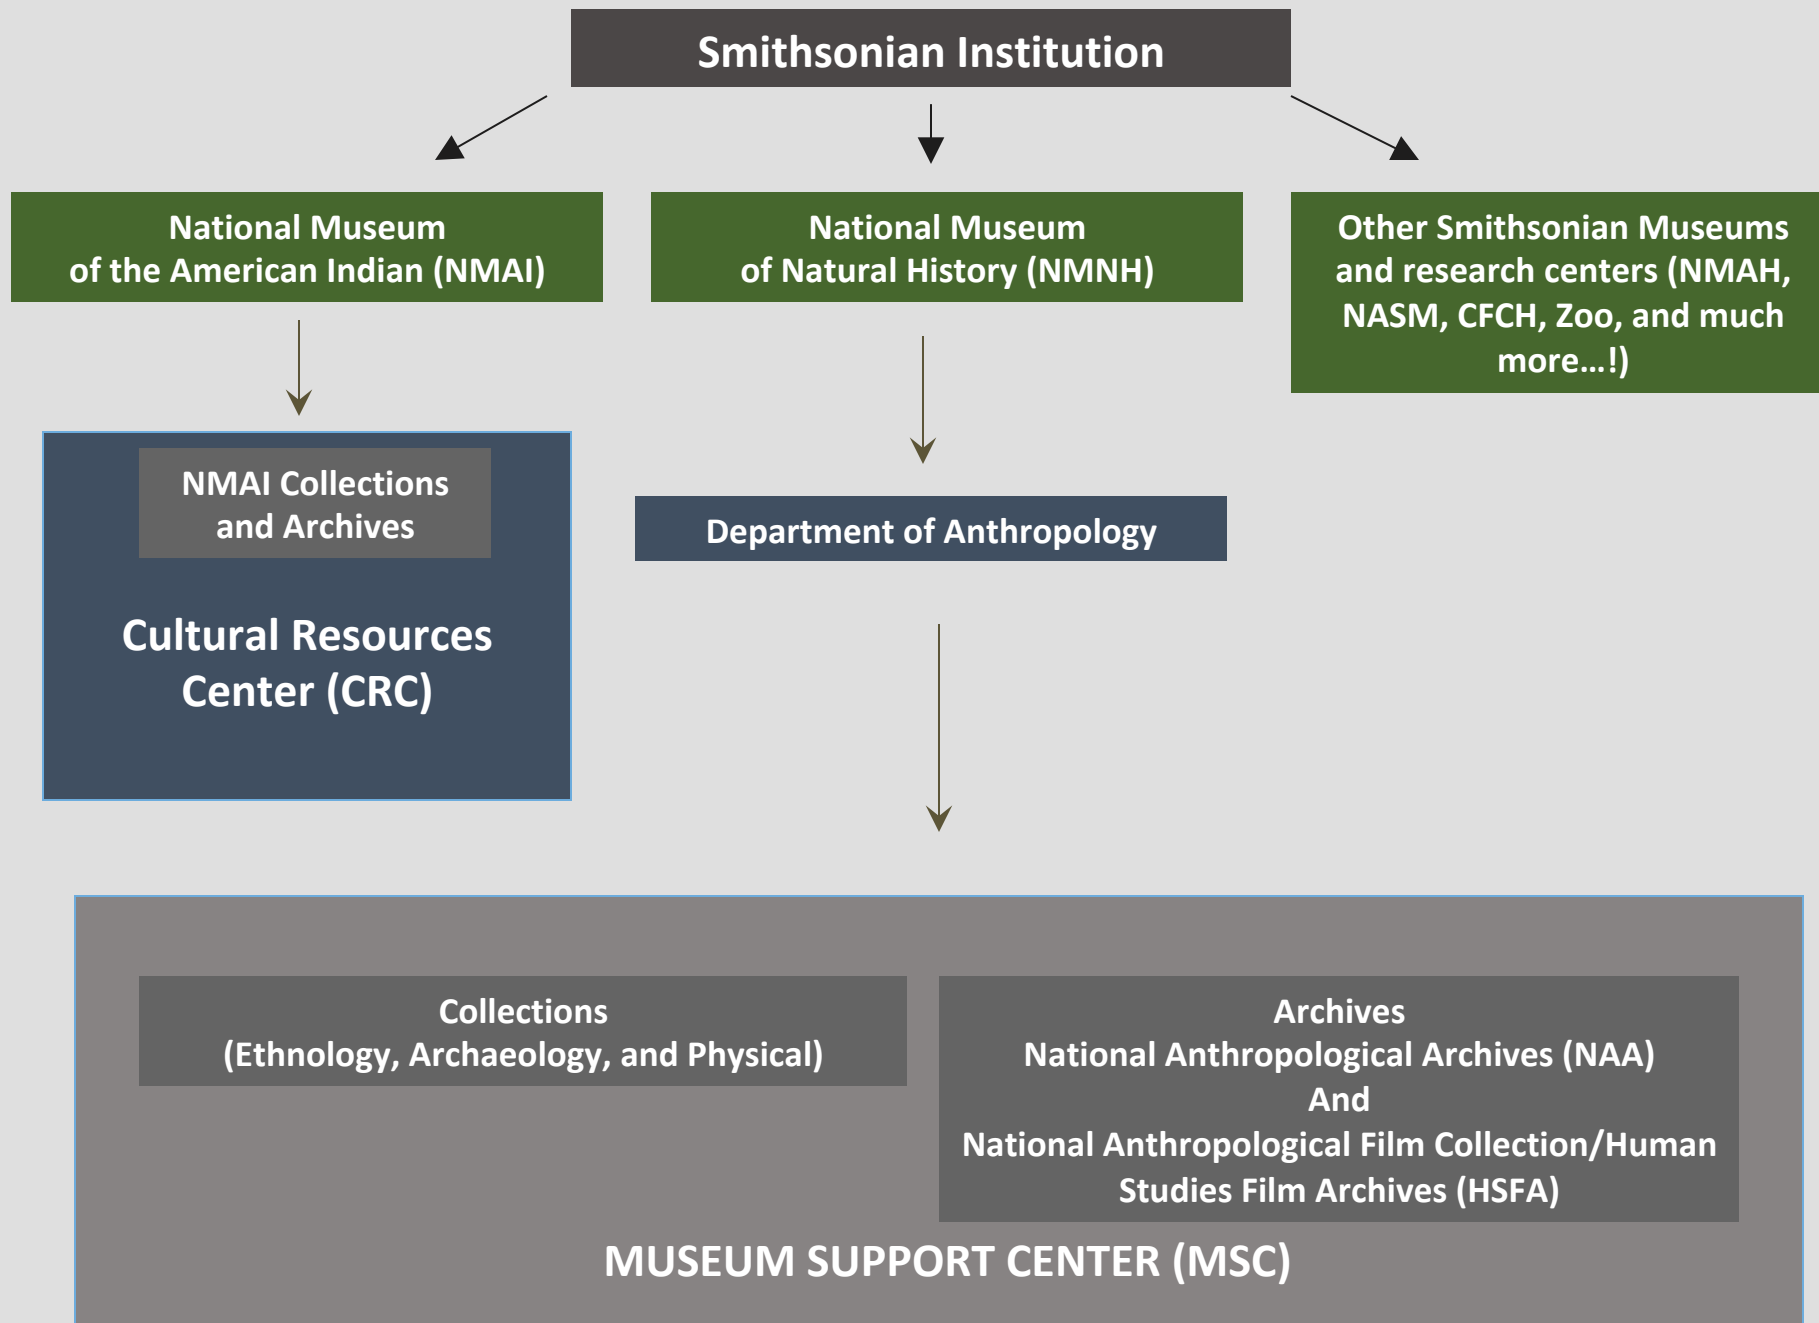 Smithsonian Institution
National Museum
of the American Indian (NMAI)
National Museum
of Natural History (NMNH)
Other Smithsonian Museums
and research centers (NMAH,
NASM, CFCH, Zoo, and much
more…!)
NMAI Collections
and Archives
Cultural Resources
Center (CRC)
Department of Anthropology
Collections
(Ethnology, Archaeology, and Physical)
Archives
National Anthropological Archives (NAA)
And
National Anthropological Film Collection/Human
Studies Film Archives (HSFA)
MUSEUM SUPPORT CENTER (MSC)